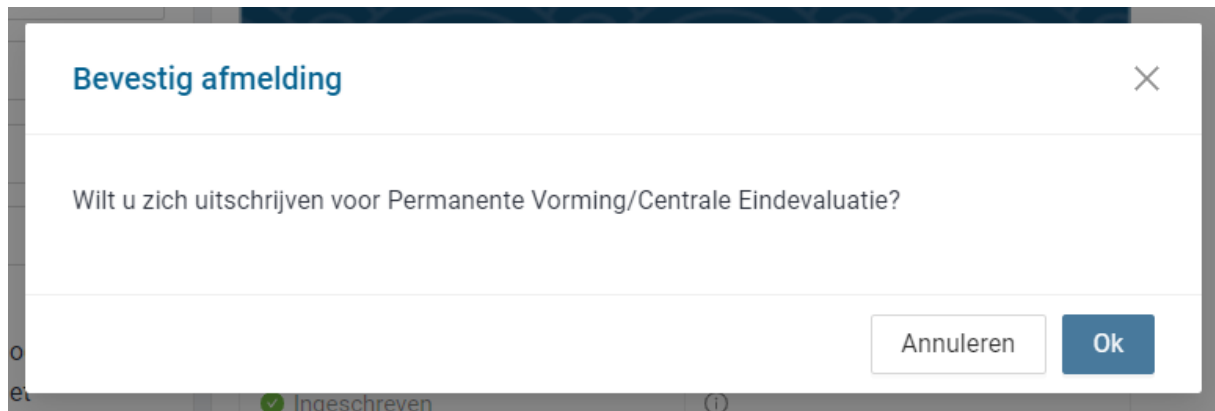 Bevestig afmelding
Wilt u zich uitschrijven voor Permanente Vorming/Centrale Eindevaluatie?
Annuleren
Ok
Ingeschreven